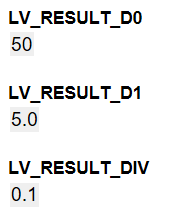 LV_RESULT_D0
50
LV_RESULT_D1
5.0
LV_RESULT_DIV
0.1